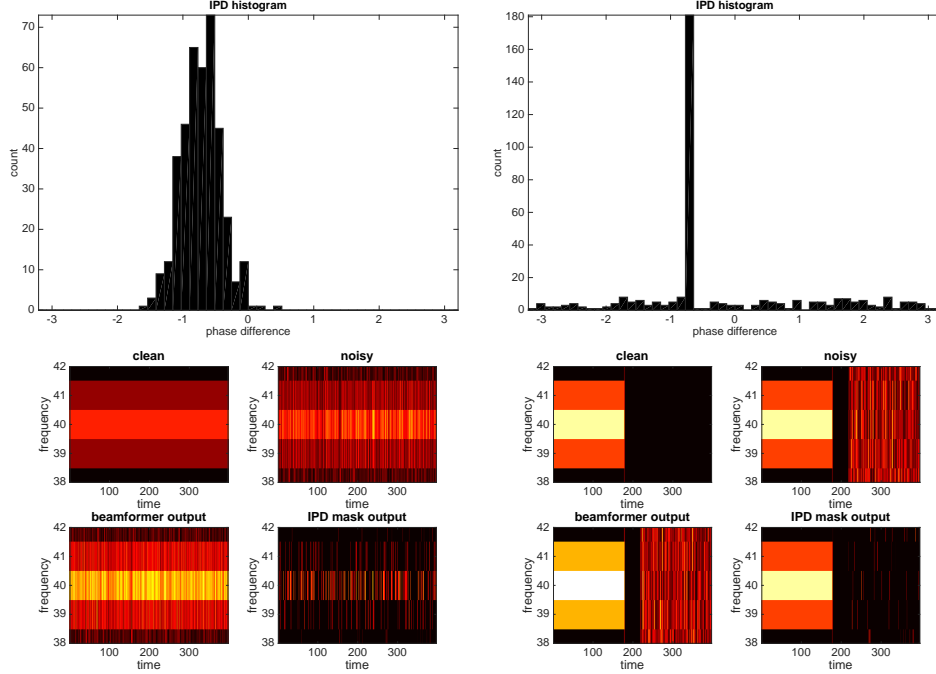 IPD histogram
count
70
60
50
40
30
20
10
0
-3 -2 -1 0 1 2 3
phase difference
IPD histogram
count
180
160
140
120
100
80
60
40
20
0
-3 -2 -1 0 1 2 3
phase difference
clean
frequency
42
41
40
39
38
100 200 300
time
noisy
frequency
42
41
40
39
38
100 200 300
time
clean
frequency
42
41
40
39
38
100 200 300
time
noisy
frequency
42
41
40
39
38
100 200 300
time
beamformer output
frequency
42
41
40
39
38
100 200 300
time
IPD mask output
frequency
42
41
40
39
38
100 200 300
time
beamformer output
frequency
42
41
40
39
38
100 200 300
time
IPD mask output
frequency
42
41
40
39
38
100 200 300
time